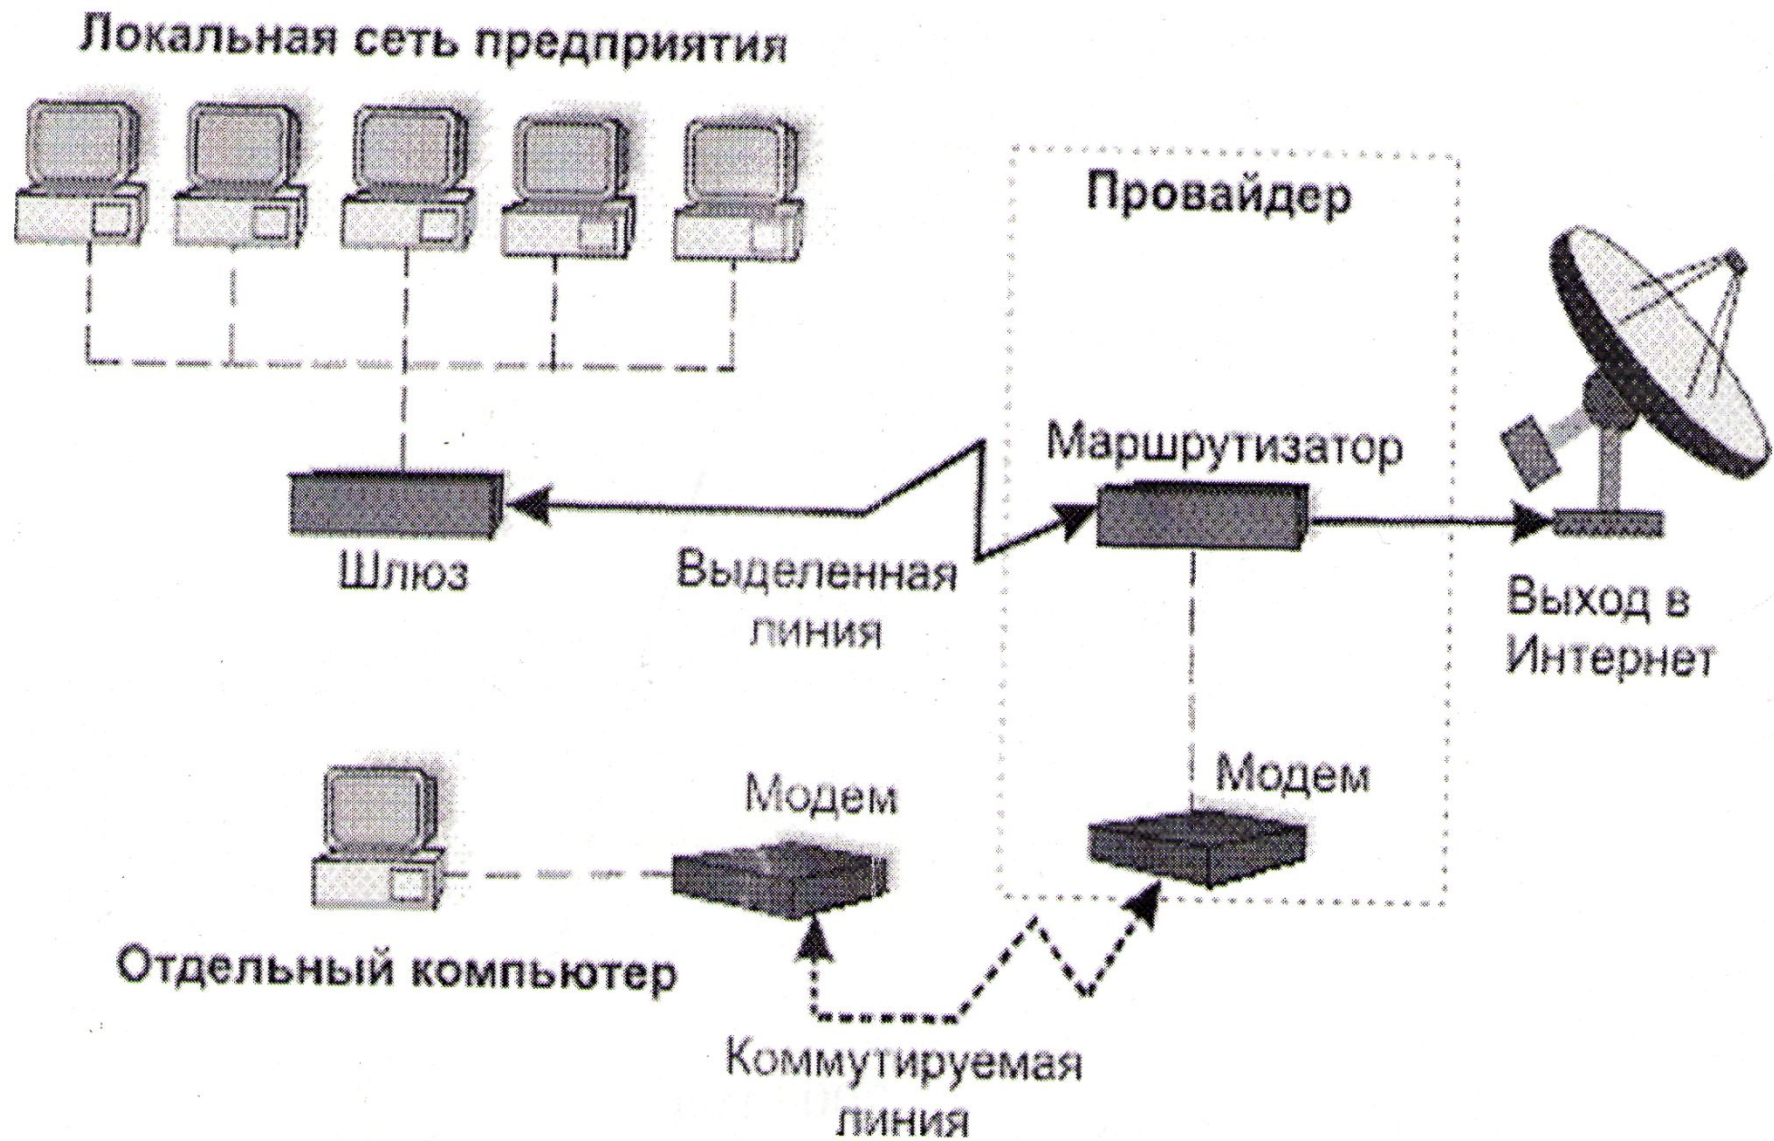 Локальная сеть предприятия
Провайдер
Маршрутизатор
Шлюз
Выделенная
линия
Выход в
Интернет
Модем
Модем
Отдельный компьютер
Коммутируемая
линия